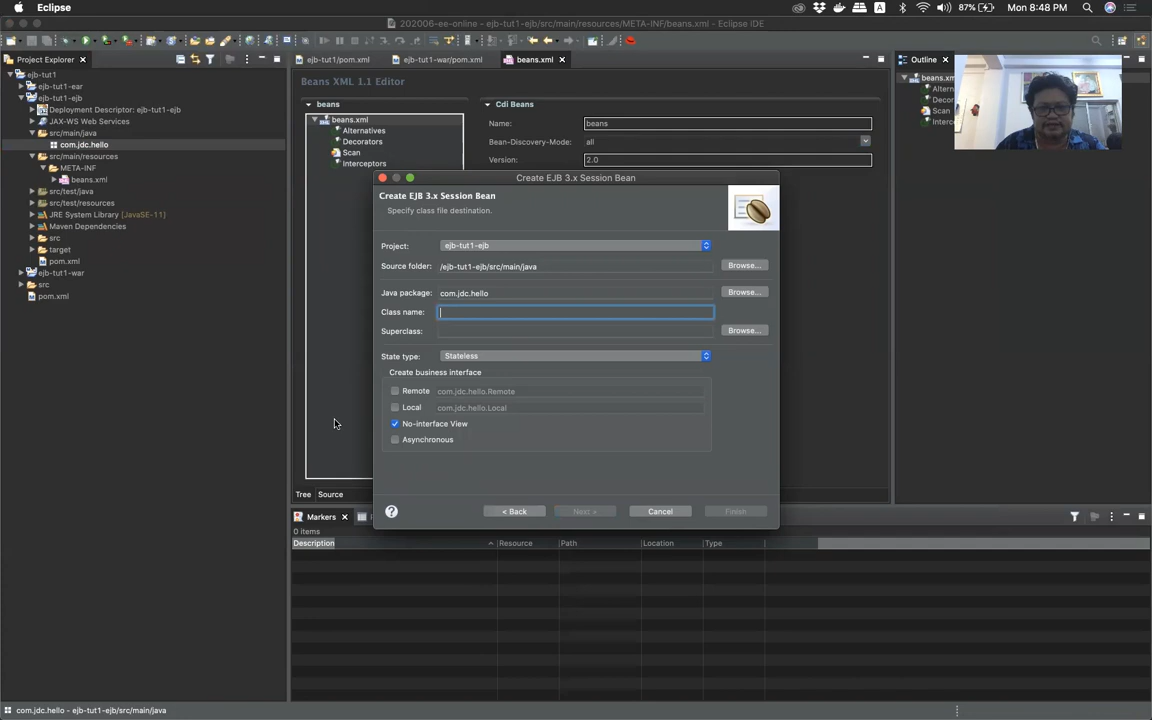 Mon 8:48 PM
87%
202006-ee-online - ejb-tut1-ejb/src/main/resources/META-INF/beans.xml - Eclipse IDE
Project Explorer
ejb-tut1/pom.xml
ejb-tut1-war/pom.xml
beans.xml
Outline
ejb-tut1
ejb-tut1-ear
ejb-tut1-ejb
Deployment Descriptor: ejb-tut1-ejb
JAX-WS Web Services
src/main/java
com.jdc.hello
src/main/resources
META-INF
beans.xml
src/test/java
src/test/resources
JRE System Library [JavaSE-11]
Maven Dependencies
src
target
pom.xml
ejb-tut1-war
src
pom.xml
Beans XML 1.1 Editor
beans
beans.xml
Alternatives
Decorators
Scan
Interceptors
Cdi Beans
Name: beans
Bean-Discovery-Mode: all
Version: 2.0
Tree
Source
Create EJB 3.x Session Bean
Create EJB 3.x Session Bean
Specify class file destination.
Project: ejb-tut1-ejb
Source folder: /ejb-tut1-ejb/src/main/java Browse...
Java package: com.jdc.hello Browse...
Class name:
Superclass: Browse...
State type: Stateless
Create business interface
Remote com.jdc.hello.Remote
Local com.jdc.hello.Local
No-interface View
Asynchronous
? < Back Next > Cancel Finish
Markers
0 items
Description Resource Path Location Type
com.jdc.hello - ejb-tut1-ejb/src/main/java